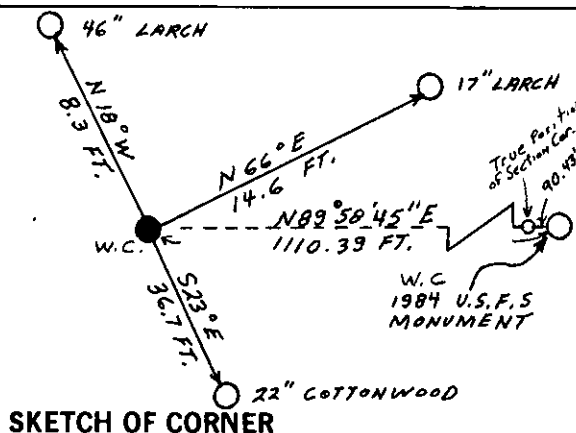 46" LARCH
17" LARCH
N 18° W
8.3 FT.
N 66° E
14.6 FT.
True Position
of Section Cor.
90.43'
N89°58'45"E
1110.39 FT.
W.C.
W.C
1984 U.S.F.S
MONUMENT
S23°E
36.7 FT.
22" COTTONWOOD
SKETCH OF CORNER